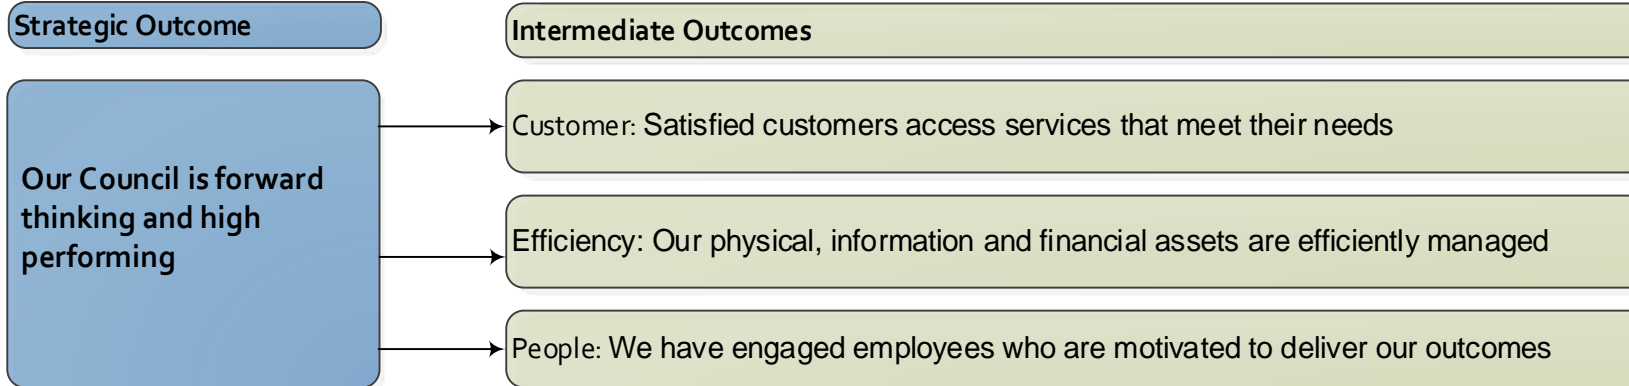 Strategic Outcome
Intermediate Outcomes
Our Council is forward
thinking and high
performing
Customer: Satisfied customers access services that meet their needs
Efficiency: Our physical, information and financial assets are efficiently managed
People: We have engaged employees who are motivated to deliver our outcomes